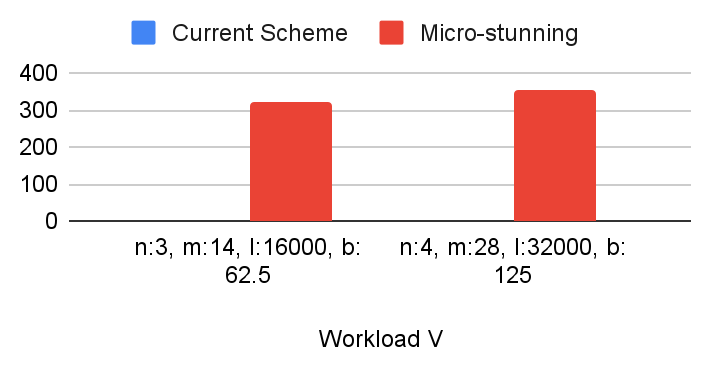 Current Scheme
Micro-stunning
400
300
200
100
0
n:3, m:14, l:16000, b:
62.5
n:4, m:28, l:32000, b:
125
Workload V